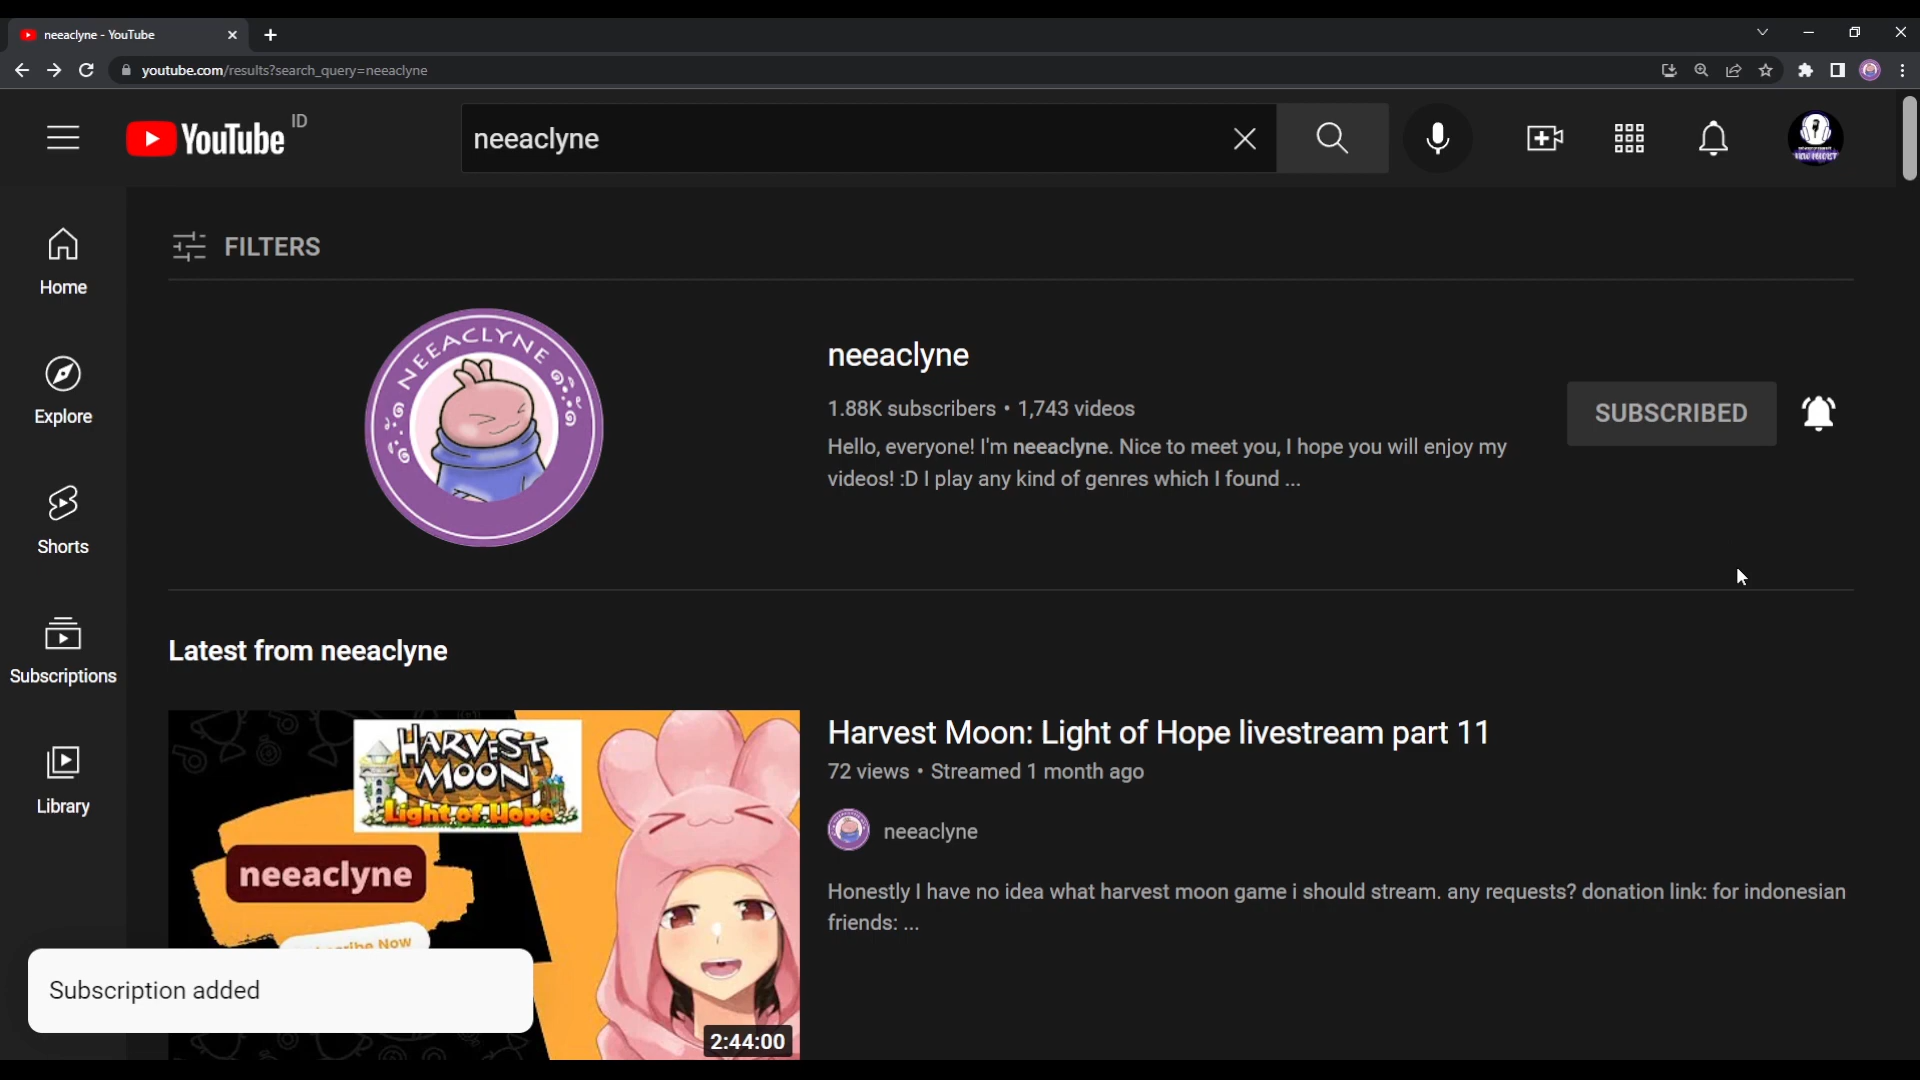 neeaclyne - YouTube
youtube.com/results?search_query=neeaclyne
YouTube ID
neeaclyne
FILTERS
Home
Explore
Shorts
Subscriptions
Library
NEEACLYNE
neeaclyne
1.88K subscribers • 1,743 videos
Hello, everyone! I'm neeaclyne. Nice to meet you, I hope you will enjoy my
videos! :D I play any kind of genres which I found ...
SUBSCRIBED
Latest from neeaclyne
HARVEST
MOON
Light of Hope
neeaclyne
Now
2:44:00
Harvest Moon: Light of Hope livestream part 11
72 views • Streamed 1 month ago
neeaclyne
Honestly I have no idea what harvest moon game i should stream. any requests? donation link: for indonesian
friends: ...
Subscription added